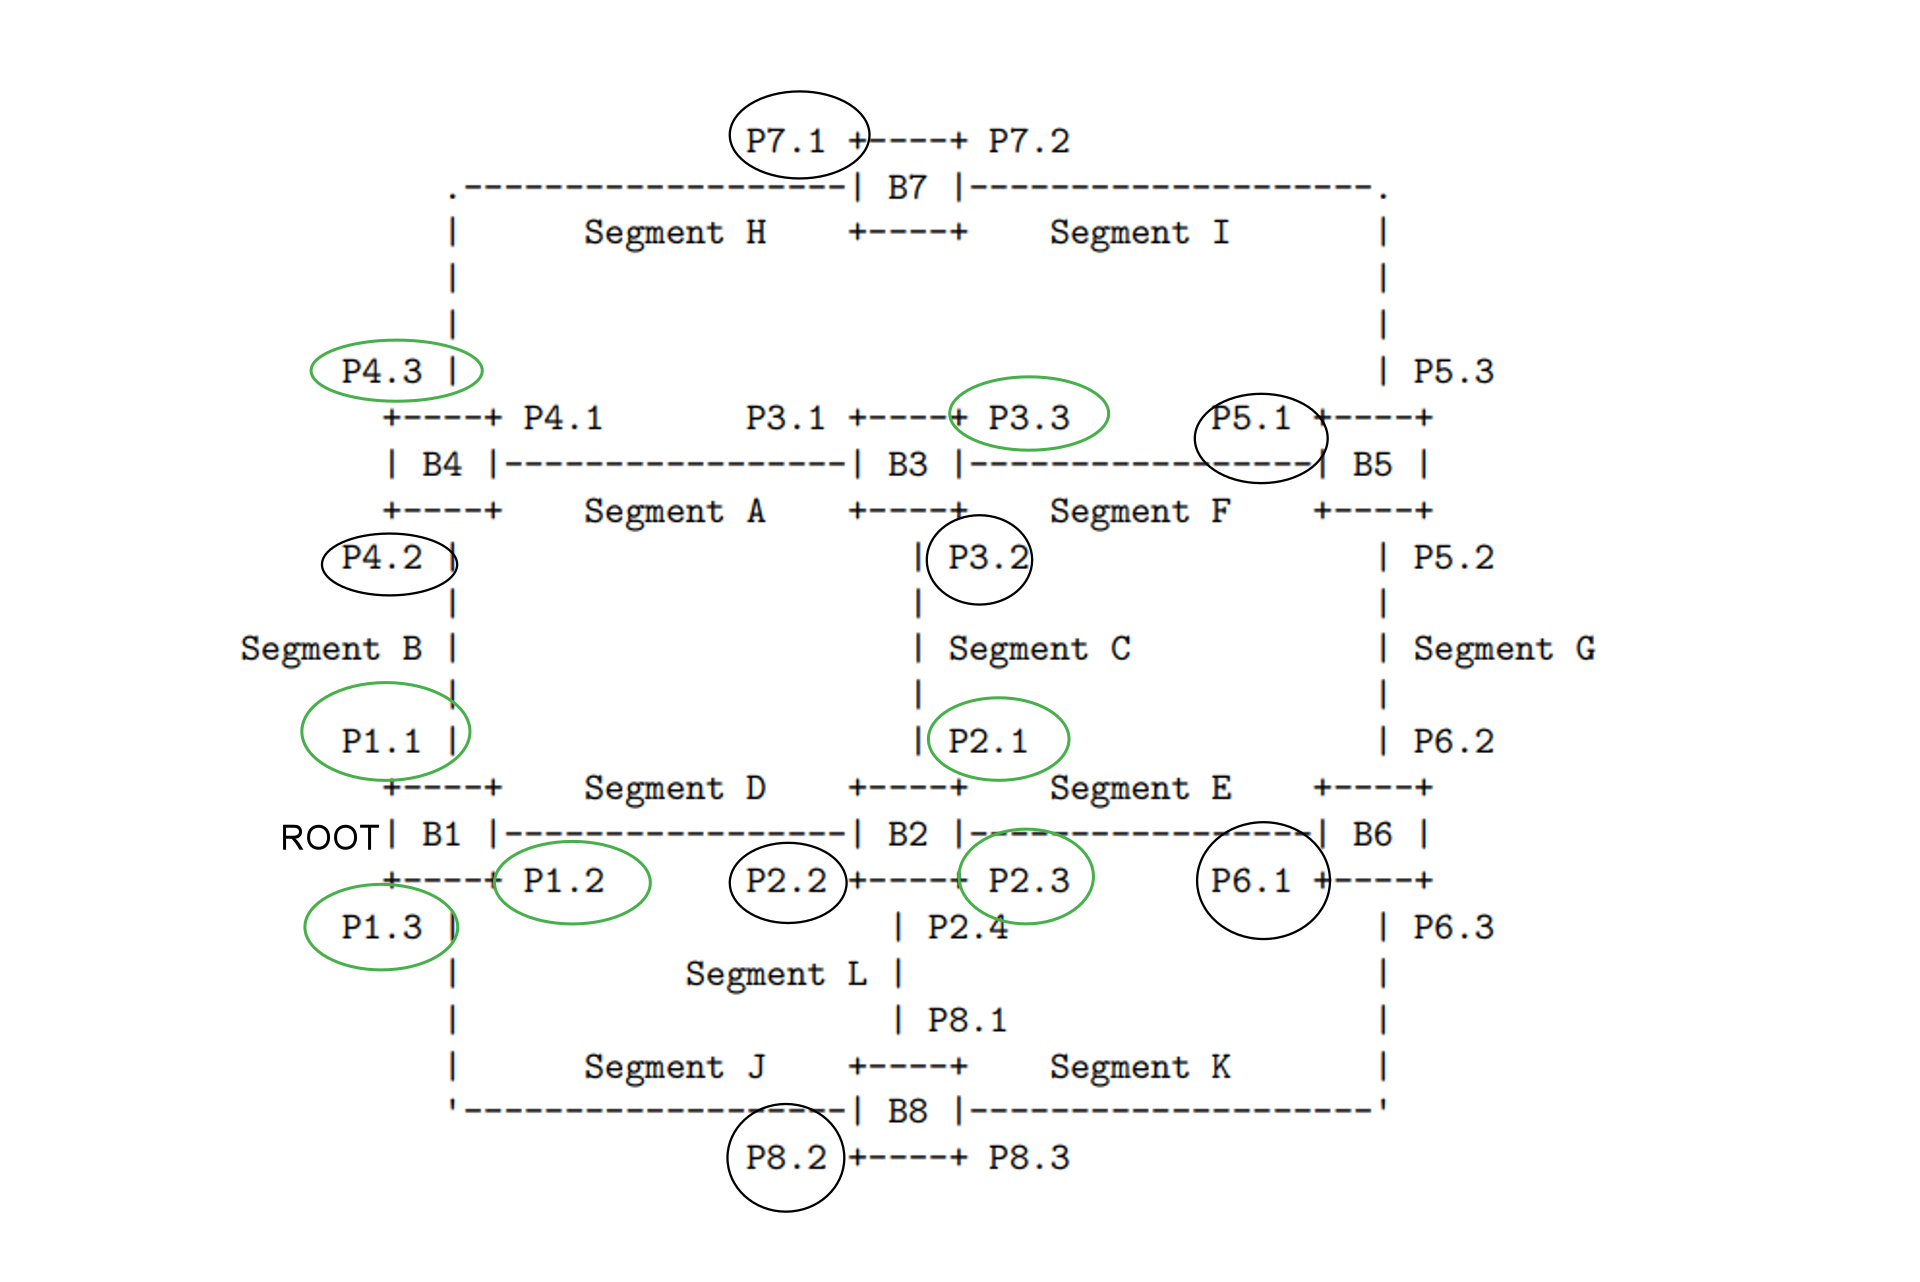 P7.1 +----+ P7.2
.-------------------| B7 |--------------------.
| Segment H +----+ Segment I |
| |
| |
P4.3 | | P5.3
+----+ P4.1 P3.1 +----+ P3.3 P5.1 +----+
| B4 |-----------------| B3 |-----------------| B5 |
+----+ Segment A +----+ Segment F +----+
P4.2 | | P3.2 | P5.2
| | |
Segment B | | Segment C | Segment G
| | |
P1.1 | | P2.1 | P6.2
+----+ Segment D +----+ Segment E +----+
ROOT | B1 |-----------------| B2 |-----------------| B6 |
+----+ P1.2 P2.2 +----+ P2.3 P6.1 +----+
P1.3 | | P2.4 | P6.3
| Segment L | |
| | P8.1 |
| Segment J +----+ Segment K |
'-------------------| B8 |--------------------'
P8.2 +----+ P8.3